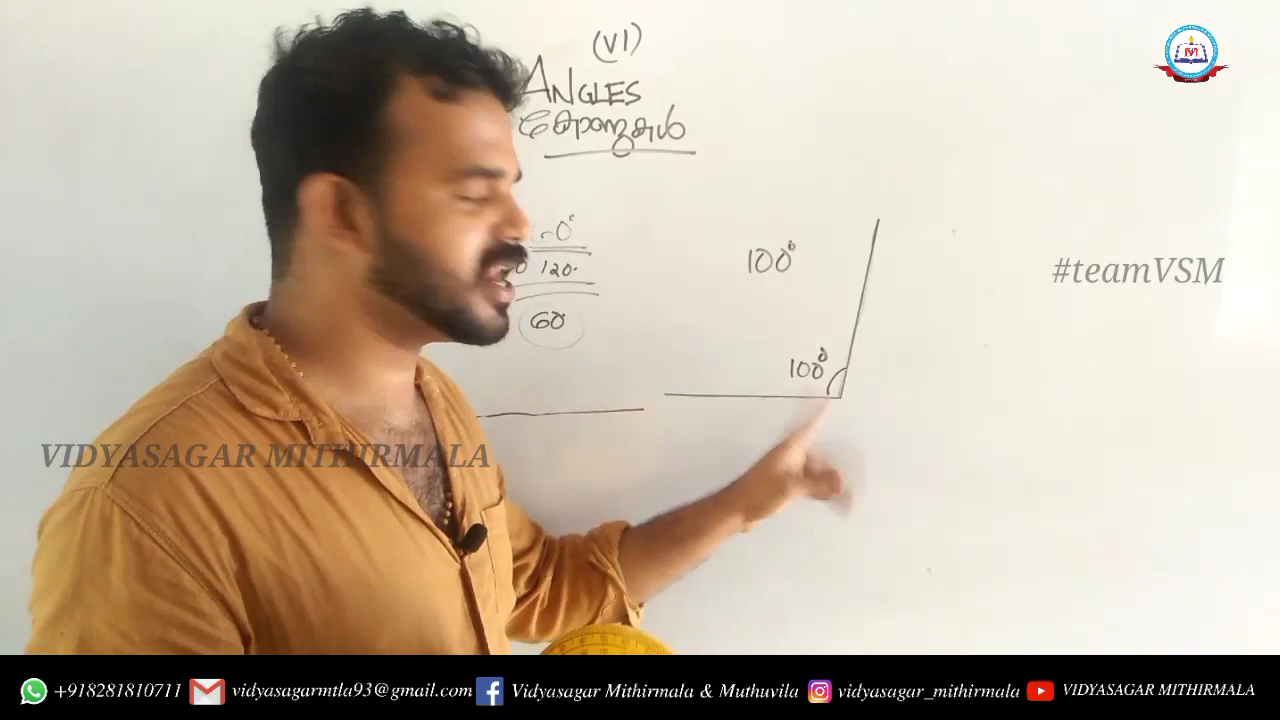 (VI)
ANGLES
കോണുകൾ
120°
60
100°
100°
#teamVSM
VIDYASAGAR MITHIRMALA
+918281810711 vidyasagarmtla93@gmail.com Vidyasagar Mithirmala & Muthuvila vidyasagar_mithirmala VIDYASAGAR MITHIRMALA